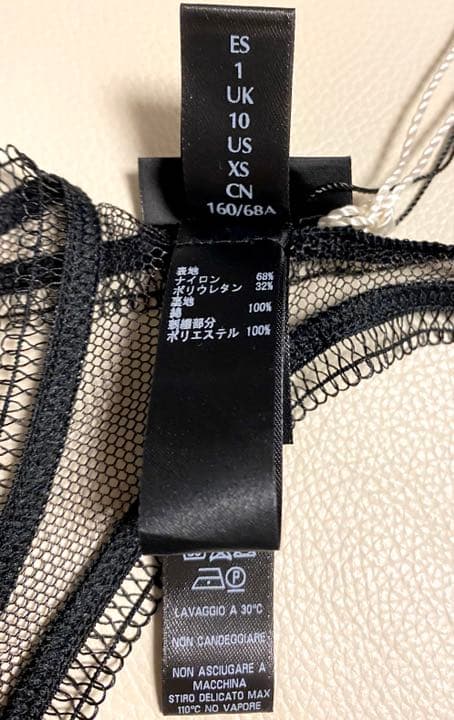 ES
1
UK
10
US
XS
CN
160/68A
表地
ナイロン 68%
ポリウレタン 32%
裏地
綿 100%
刺繍部分
ポリエステル 100%
P
LAVAGGIO A 30°C
NON CANDEGGIARE
NON ASCIUGARE A
MACCHINA
STIRO DELICATO MAX
110°C NO VAPORE